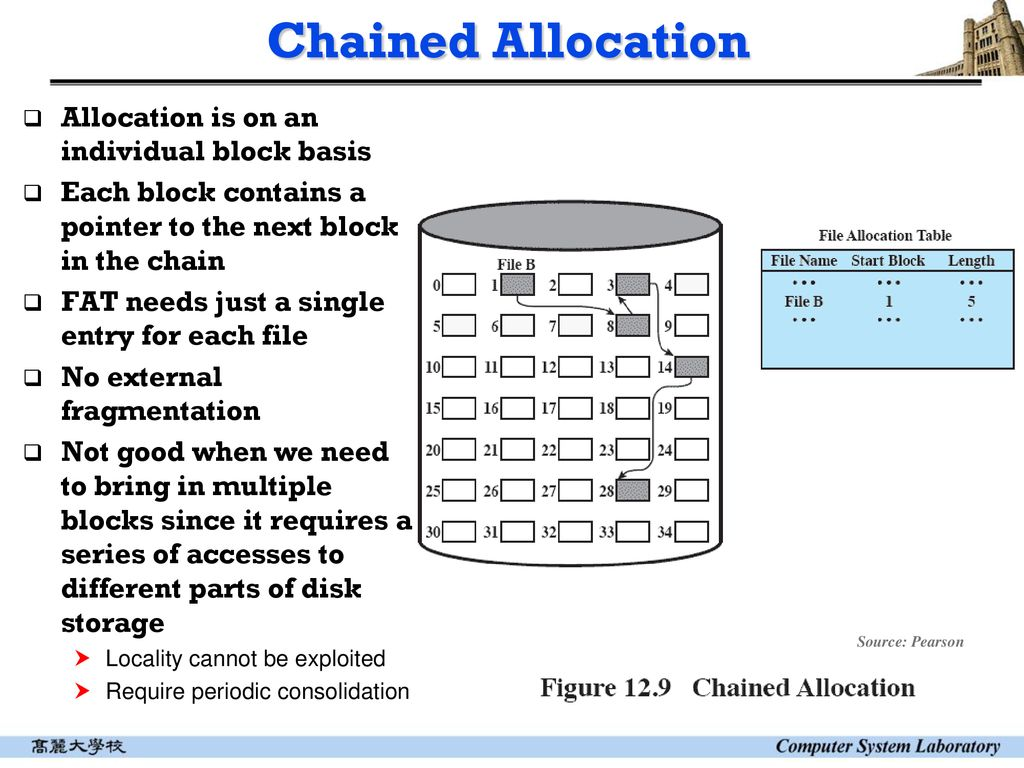 Chained Allocation
Allocation is on an
individual block basis
Each block contains a
pointer to the next block
in the chain
FAT needs just a single
entry for each file
No external
fragmentation
Not good when we need
to bring in multiple
blocks since it requires a
series of accesses to
different parts of disk
storage
Locality cannot be exploited
Require periodic consolidation
File B
0 1 2 3 4
5 6 7 8 9
10 11 12 13 14
15 16 17 18 19
20 21 22 23 24
25 26 27 28 29
30 31 32 33 34
File Allocation Table
File Name Start Block Length
••• ••• •••
File B 1 5
••• ••• •••
Source: Pearson
Figure 12.9 Chained Allocation
髙麗大學校
Computer System Laboratory